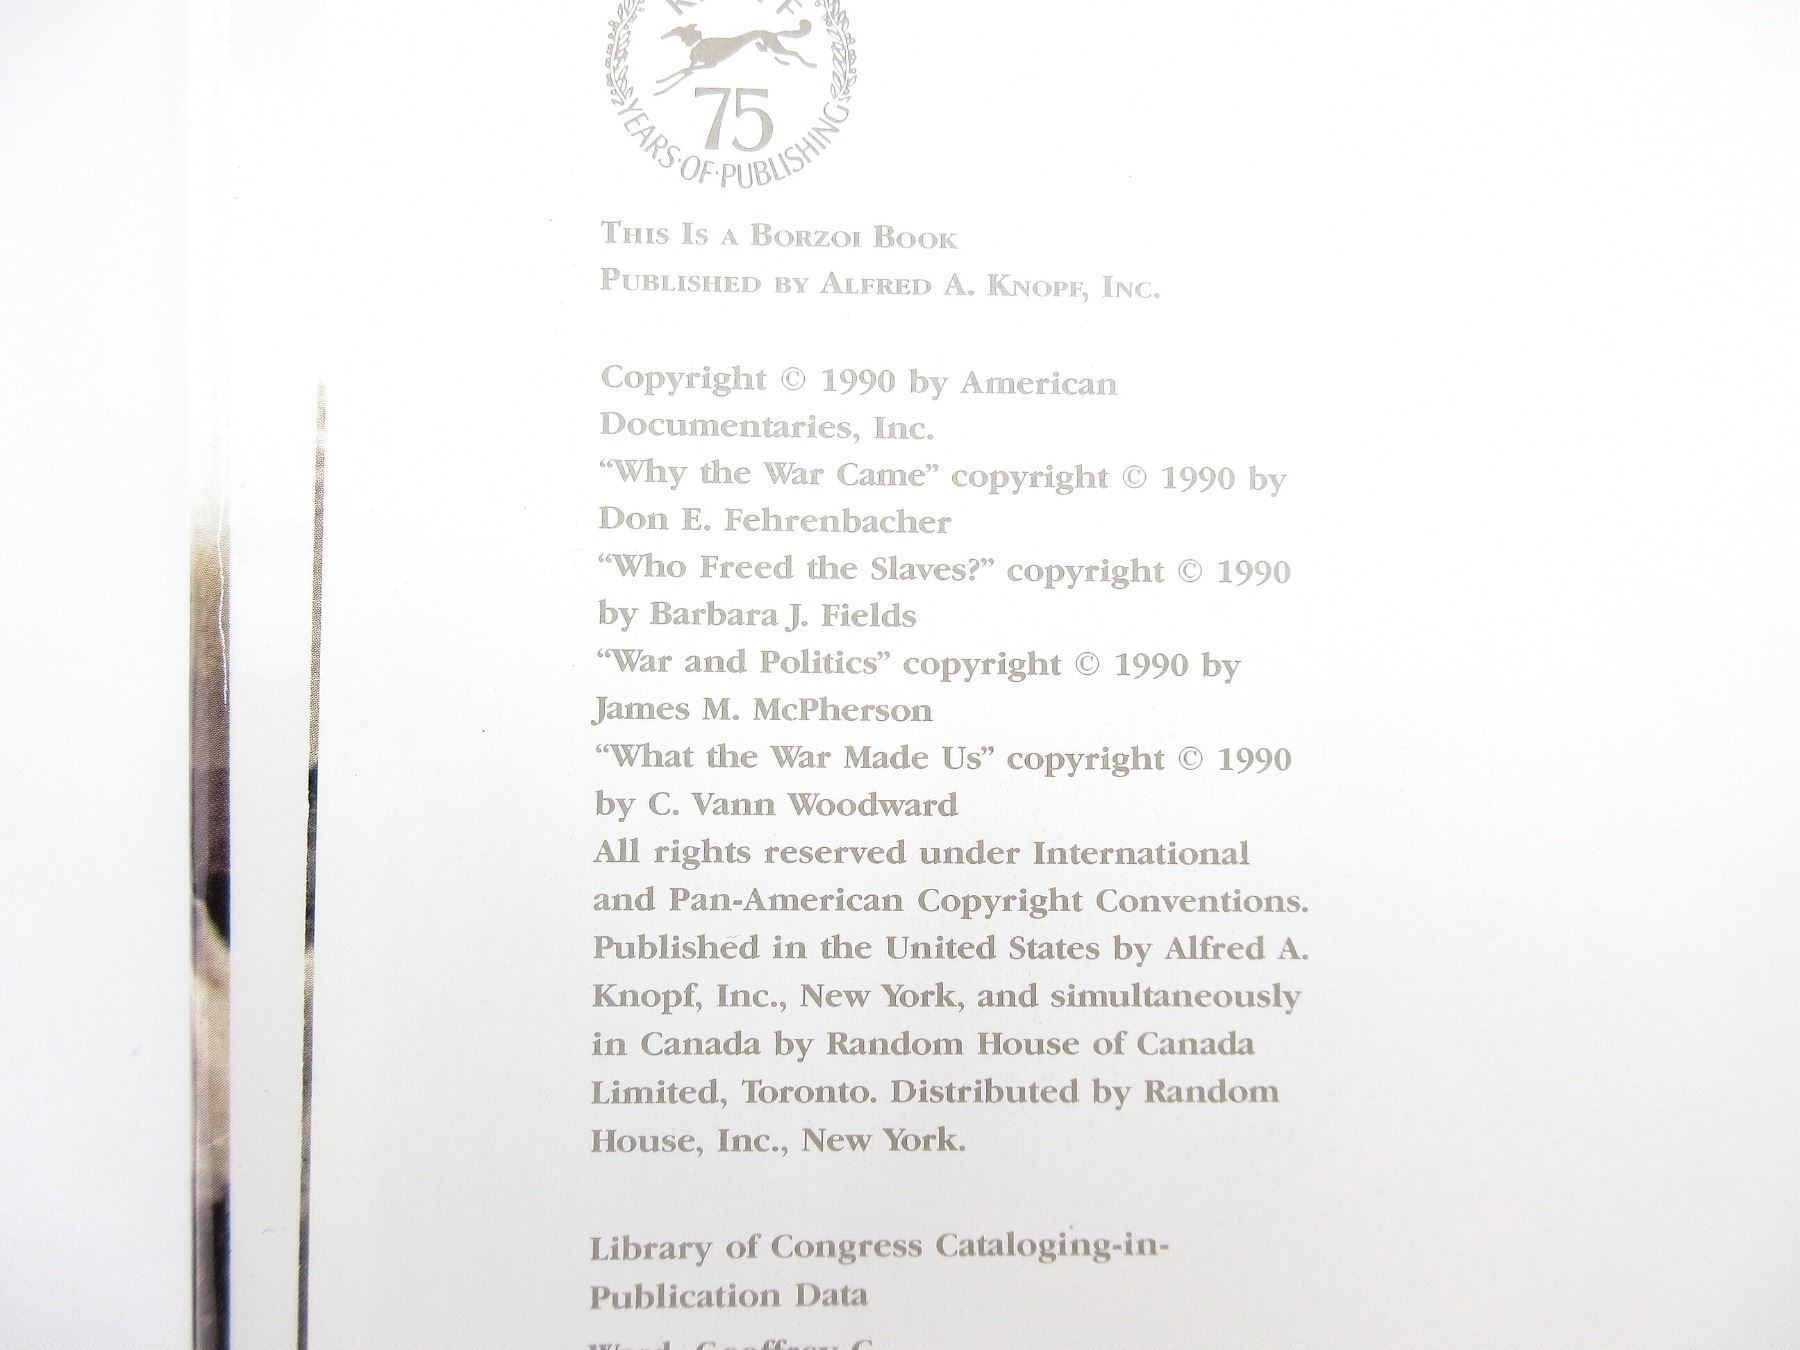 75
YEARS·OF·PUBLISHING
THIS IS A BORZOI BOOK
PUBLISHED BY ALFRED A. KNOPF, INC.
Copyright © 1990 by American
Documentaries, Inc.
“Why the War Came” copyright © 1990 by
Don E. Fehrenbacher
“Who Freed the Slaves?” copyright © 1990
by Barbara J. Fields
“War and Politics” copyright © 1990 by
James M. McPherson
“What the War Made Us” copyright © 1990
by C. Vann Woodward
All rights reserved under International
and Pan-American Copyright Conventions.
Published in the United States by Alfred A.
Knopf, Inc., New York, and simultaneously
in Canada by Random House of Canada
Limited, Toronto. Distributed by Random
House, Inc., New York.
Library of Congress Cataloging-in-
Publication Data
Ward, Geoffrey C.